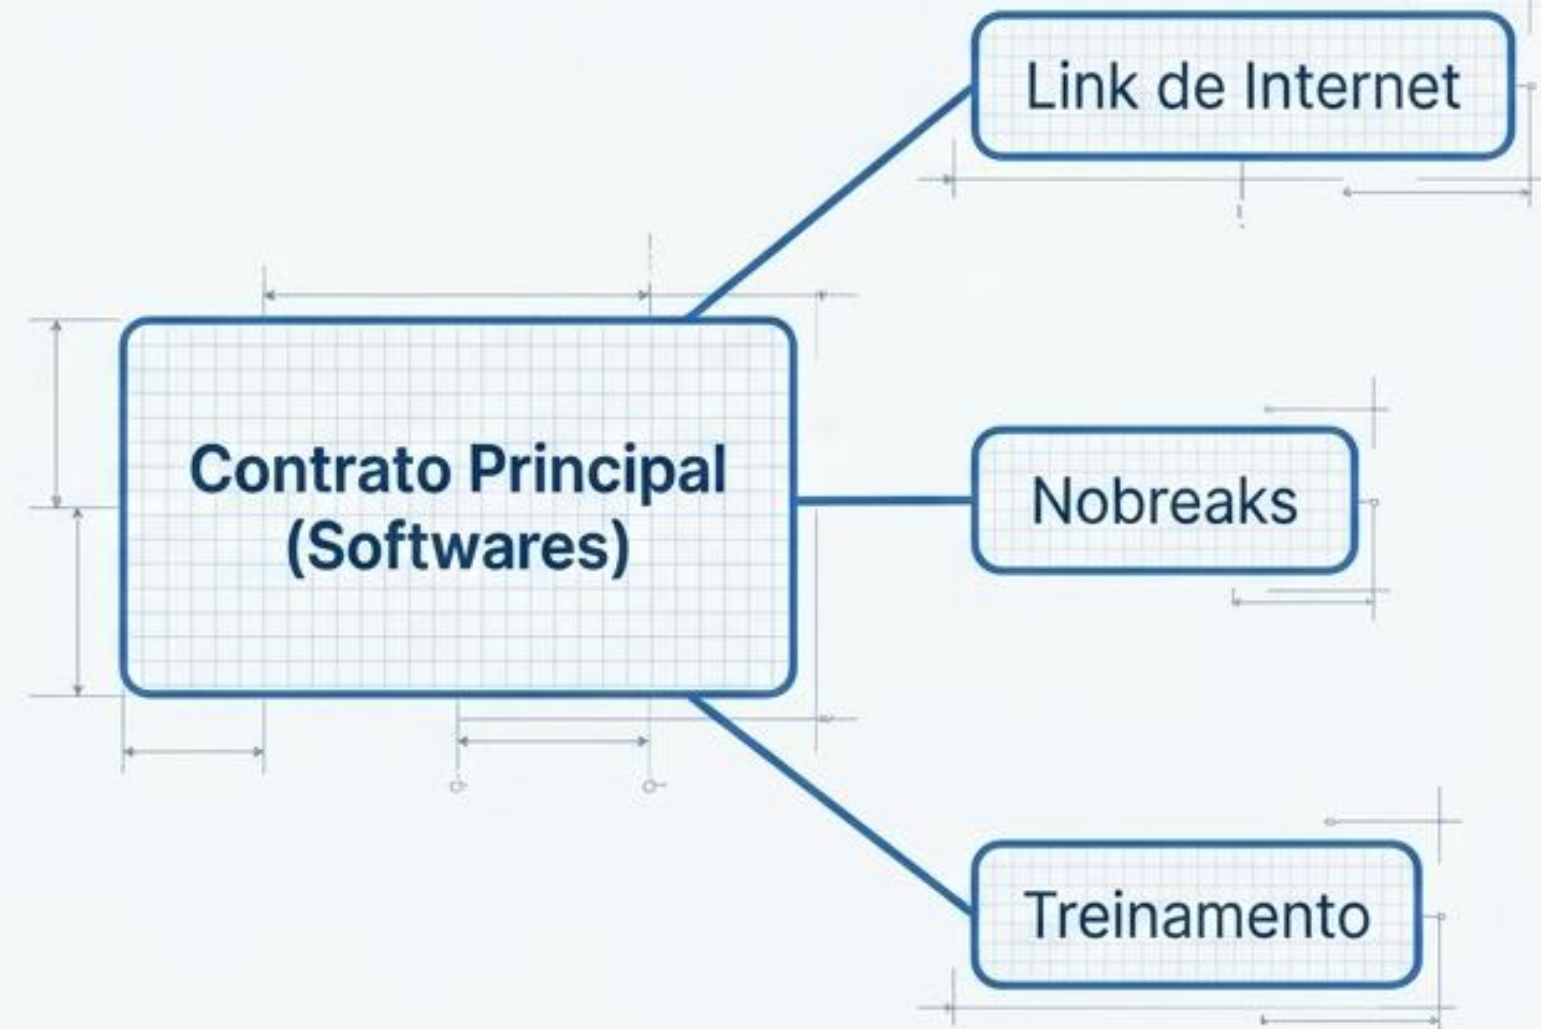 Link de Internet
Contrato Principal
(Softwares)
Nobreaks
Treinamento